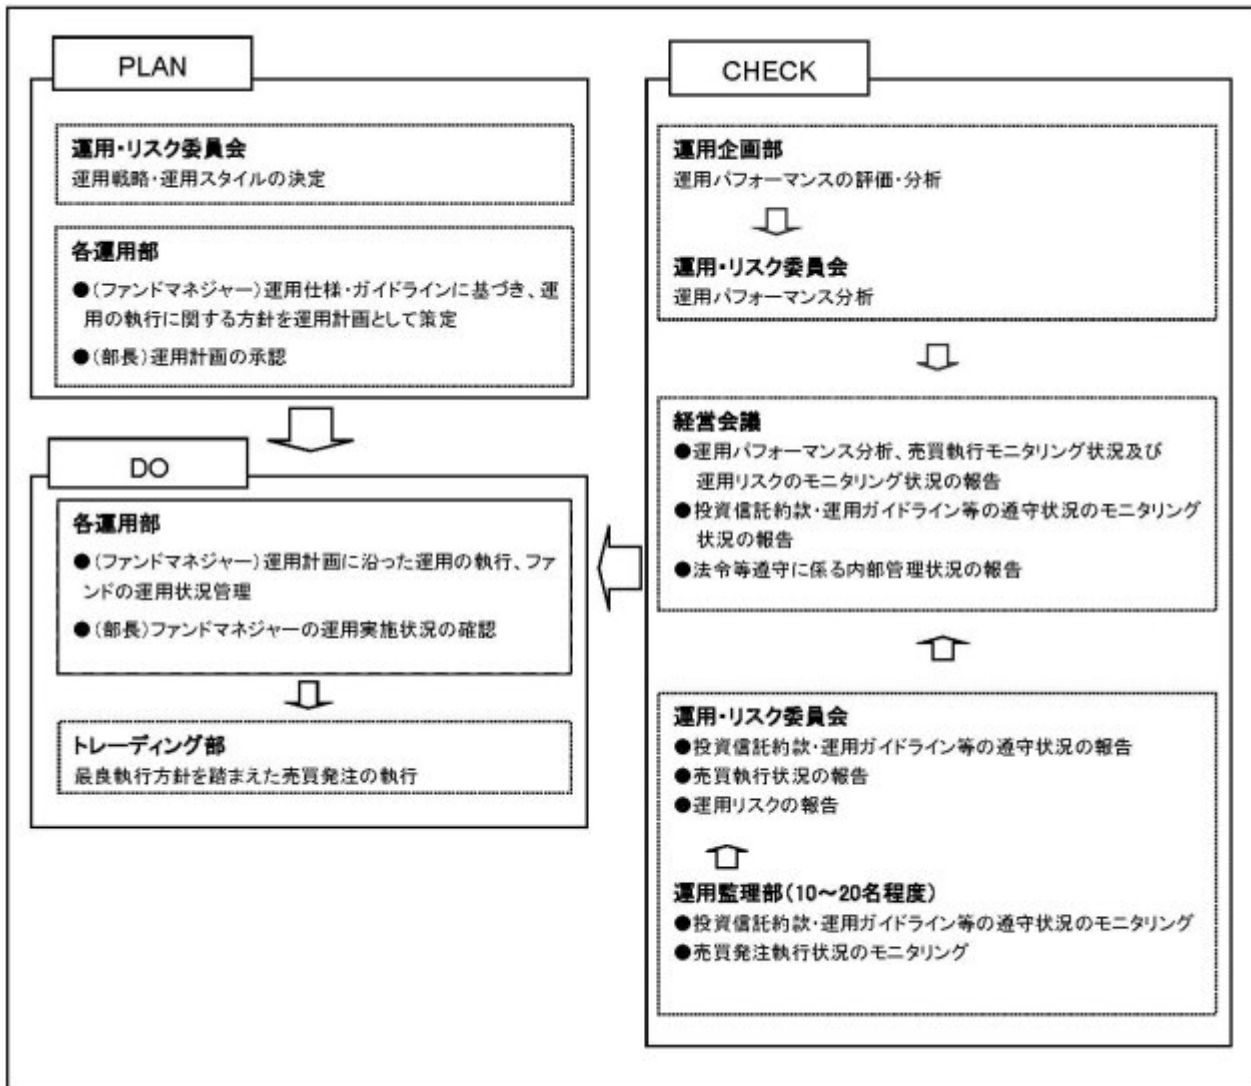 PLAN
運用・リスク委員会
運用戦略・運用スタイルの決定
各運用部
●(ファンドマネジャー)運用仕様・ガイドラインに基づき、運
用の執行に関する方針を運用計画として策定
●(部長)運用計画の承認
DO
各運用部
●(ファンドマネジャー)運用計画に沿った運用の執行、ファ
ンドの運用状況管理
●(部長)ファンドマネジャーの運用実施状況の確認
トレーディング部
最良執行方針を踏まえた売買発注の執行
CHECK
運用企画部
運用パフォーマンスの評価・分析
運用・リスク委員会
運用パフォーマンス分析
経営会議
●運用パフォーマンス分析、売買執行モニタリング状況及び
運用リスクのモニタリング状況の報告
●投資信託約款・運用ガイドライン等の遵守状況のモニタリング
状況の報告
●法令等遵守に係る内部管理状況の報告
運用・リスク委員会
●投資信託約款・運用ガイドライン等の遵守状況の報告
●売買執行状況の報告
●運用リスクの報告
運用監理部(10~20名程度)
●投資信託約款・運用ガイドライン等の遵守状況のモニタリング
●売買発注執行状況のモニタリング